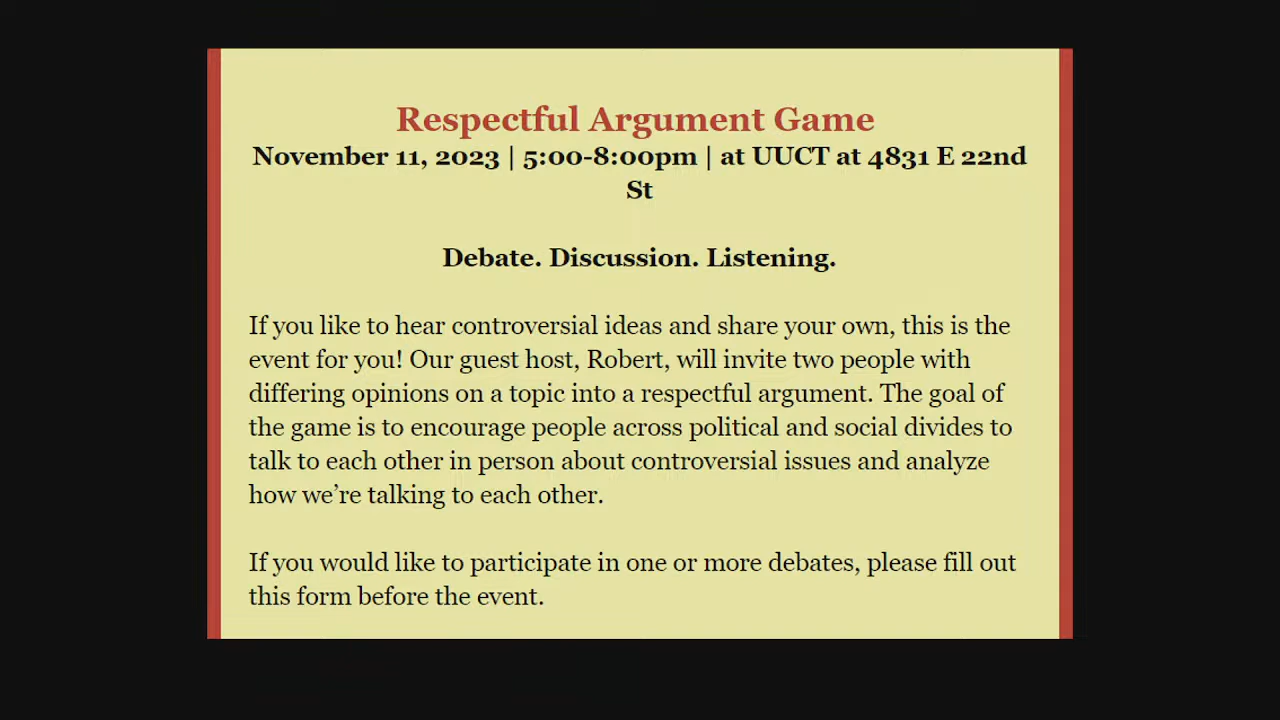 Respectful Argument Game
November 11, 2023 | 5:00-8:00pm | at UUCT at 4831 E 22nd
St
Debate. Discussion. Listening.
If you like to hear controversial ideas and share your own, this is the
event for you! Our guest host, Robert, will invite two people with
differing opinions on a topic into a respectful argument. The goal of
the game is to encourage people across political and social divides to
talk to each other in person about controversial issues and analyze
how we’re talking to each other.
If you would like to participate in one or more debates, please fill out
this form before the event.